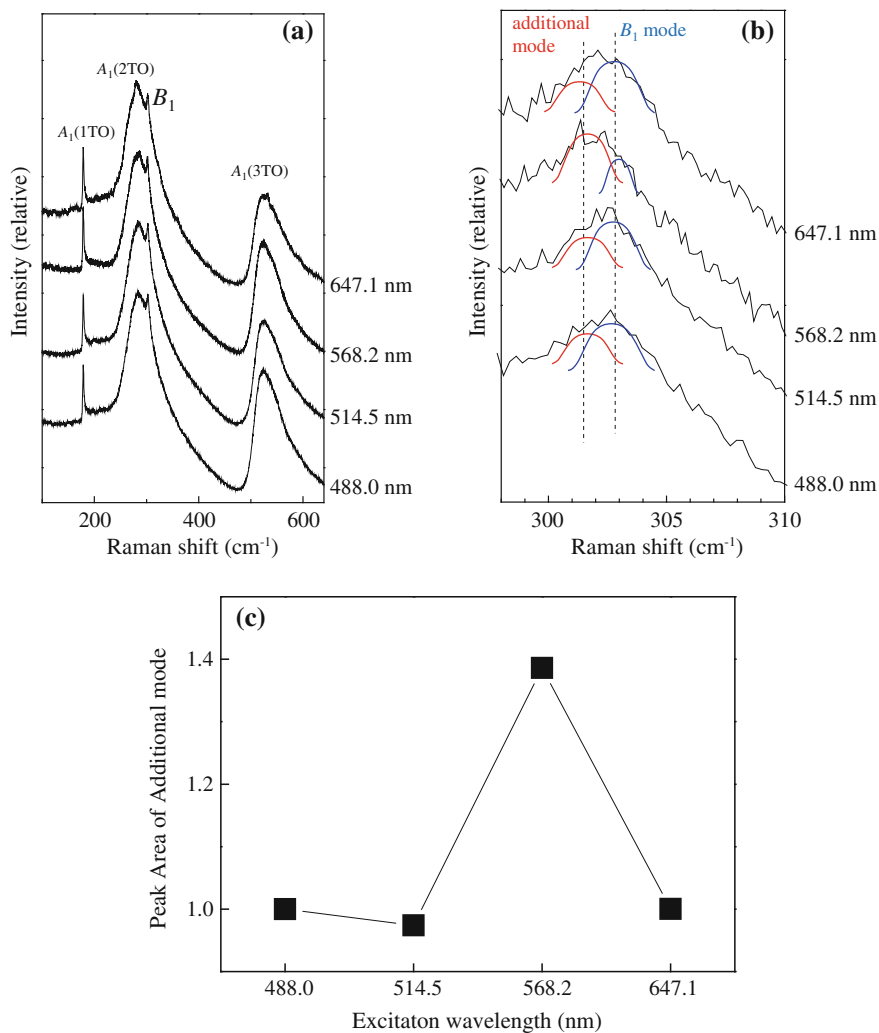 (a)
A1(2TO)
B1
A1(1TO)
A1(3TO)
Intensity (relative)
647.1 nm
568.2 nm
514.5 nm
488.0 nm
200 400 600
Raman shift (cm-1)
additional
mode
B1 mode
(b)
Intensity (relative)
647.1 nm
568.2 nm
514.5 nm
488.0 nm
300 305 310
Raman shift (cm-1)
(c)
Peak Area of Additional mode
1.4
1.2
1.0
488.0 514.5 568.2 647.1
Excitaton wavelength (nm)